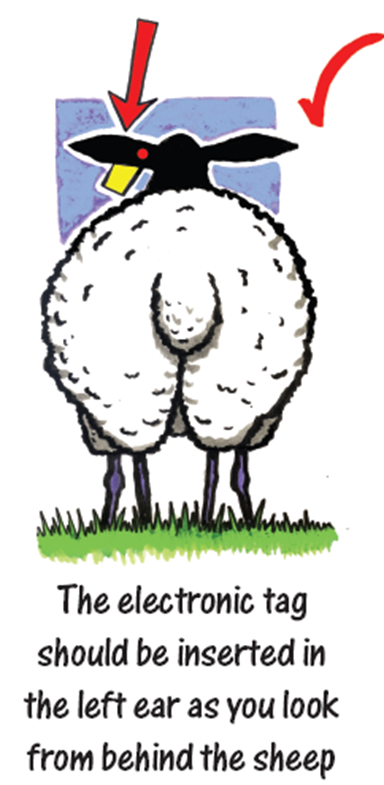 The electronic tag
should be inserted in
the left ear as you look
from behind the sheep